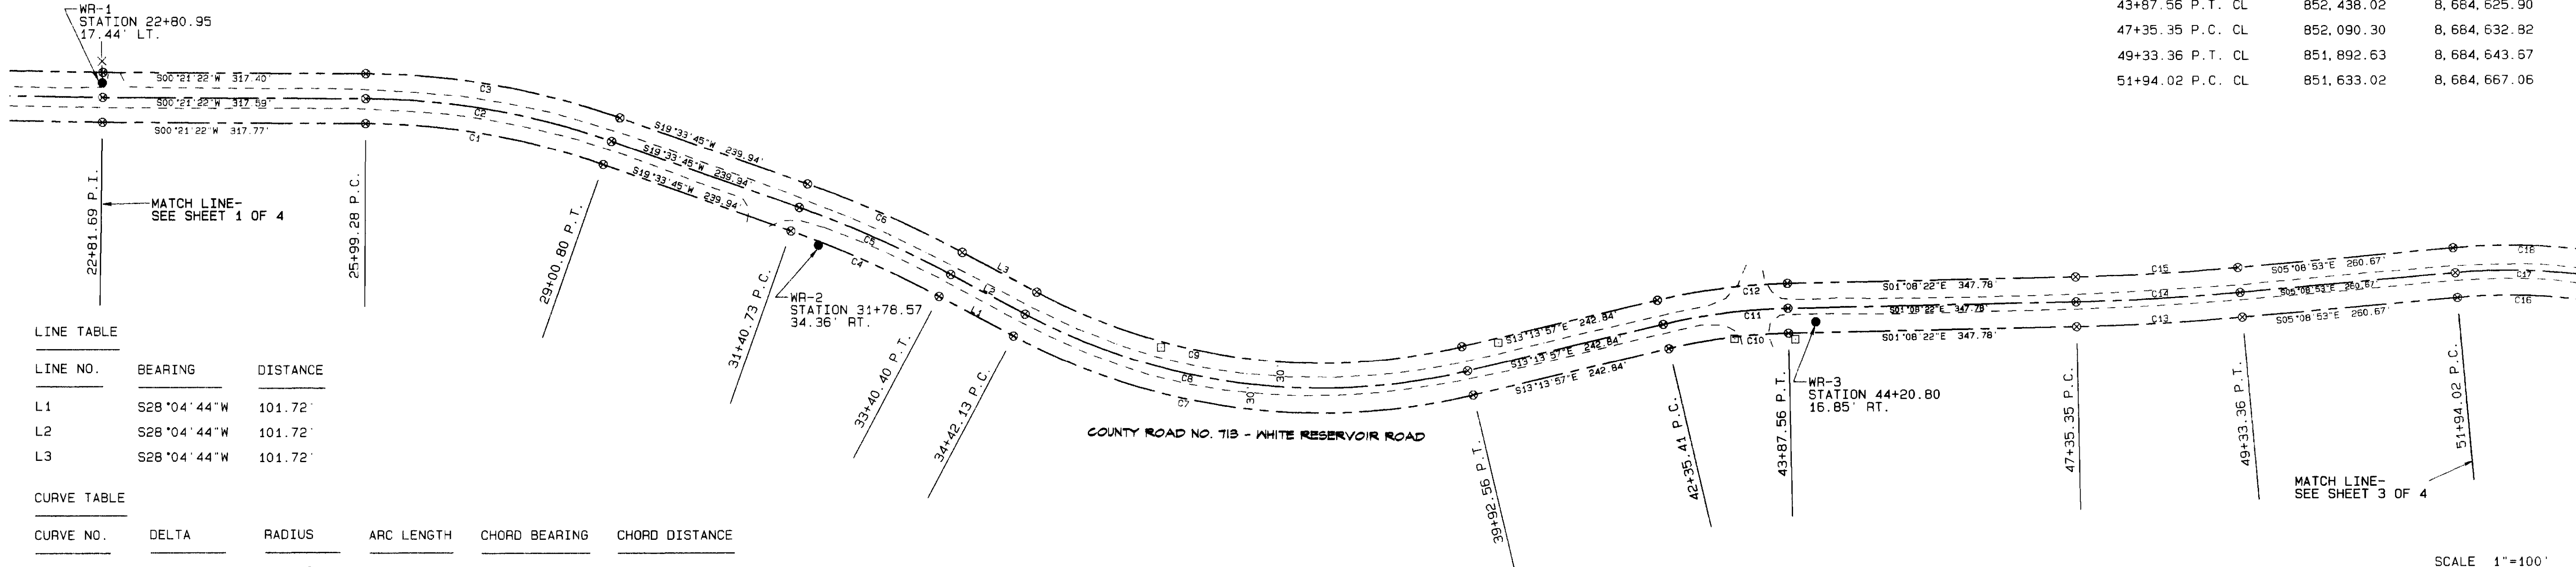 WR-1
STATION 22+80.95
17.44' LT.
43+87.56 P.T. CL 852,438.02 8,684,625.90
47+35.35 P.C. CL 852,090.30 8,684,632.82
49+33.36 P.T. CL 851,892.63 8,684,643.67
51+94.02 P.C. CL 851,633.02 8,684,667.06
S00°21'22"W 317.40'
S00°21'22"W 317.59'
S00°21'22"W 317.77'
C3
C2
C1
S19°33'45"W 239.94'
S19°33'45"W 239.94'
S19°33'45"W 239.94'
C6
C5
C4
L3
L2
L1
C9
C8
C7
30'
30'
S13°13'57"E 242.84'
S13°13'57"E 242.84'
S13°13'57"E 242.84'
C12
C11
C10
S01°08'22"E 347.78'
S01°08'22"E 347.78'
S01°08'22"E 347.78'
C15
C14
C13
S05°08'53"E 260.67'
S05°08'53"E 260.67'
S05°08'53"E 260.67'
C18
C17
C16
22+81.69 P.I.
MATCH LINE-
SEE SHEET 1 OF 4
25+99.28 P.C.
29+00.80 P.T.
31+40.73 P.C.
WR-2
STATION 31+78.57
34.36' RT.
33+40.40 P.T.
34+42.13 P.C.
COUNTY ROAD NO. 713 - WHITE RESERVOIR ROAD
39+92.56 P.T.
42+35.41 P.C.
43+87.56 P.T.
WR-3
STATION 44+20.80
16.85' RT.
47+35.35 P.C.
49+33.36 P.T.
51+94.02 P.C.
MATCH LINE-
SEE SHEET 3 OF 4
LINE TABLE
LINE NO. BEARING DISTANCE
L1 S28°04'44"W 101.72'
L2 S28°04'44"W 101.72'
L3 S28°04'44"W 101.72'
CURVE TABLE
CURVE NO. DELTA RADIUS ARC LENGTH CHORD BEARING CHORD DISTANCE
SCALE 1"=100'